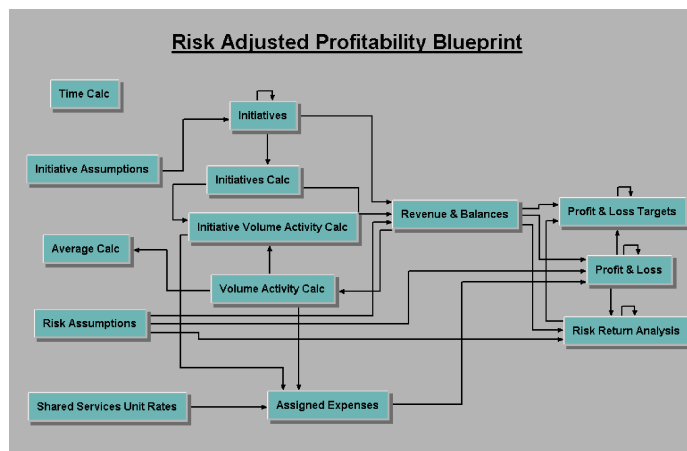 Risk Adjusted Profitability Blueprint
Time Calc
Initiatives
Initiative Assumptions
Initiatives Calc
Revenue & Balances
Profit & Loss Targets
Initiative Volume Activity Calc
Average Calc
Profit & Loss
Volume Activity Calc
Risk Assumptions
Risk Return Analysis
Shared Services Unit Rates
Assigned Expenses